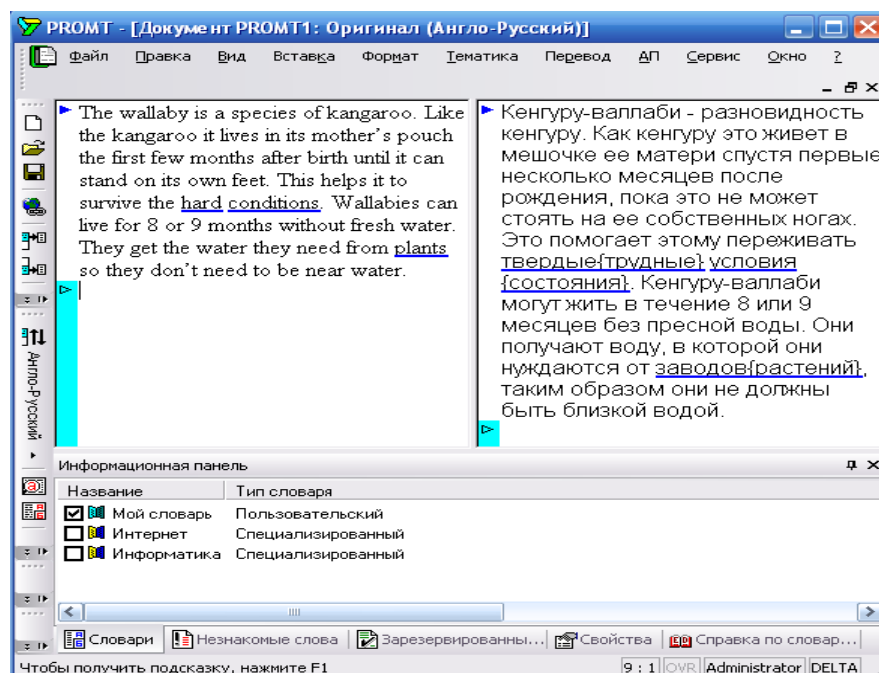 PROMT - [Документ PROMT1: Оригинал (Англо-Русский)]
Файл Правка Вид Вставка Формат Тематика Перевод АП Сервис Окно ?
The wallaby is a species of kangaroo. Like
the kangaroo it lives in its mother's pouch
the first few months after birth until it can
stand on its own feet. This helps it to
survive the hard conditions. Wallabies can
live for 8 or 9 months without fresh water.
They get the water they need from plants
so they don't need to be near water.
Кенгуру-валлаби - разновидность
кенгуру. Как кенгуру это живет в
мешочке ее матери спустя первые
несколько месяцев после
рождения, пока это не может
стоять на ее собственных ногах.
Это помогает этому переживать
твердые{трудные} условия
{состояния}. Кенгуру-валлаби
могут жить в течение 8 или 9
месяцев без пресной воды. Они
получают воду, в которой они
нуждаются от заводов{растений},
таким образом они не должны
быть близкой водой.
Англо-Русский
Информационная панель
Название Тип словаря
Мой словарь Пользовательский
Интернет Специализированный
Информатика Специализированный
Словари Незнакомые слова Зарезервированны... Свойства Справка по словар...
Чтобы получить подсказку, нажмите F1 9 : 1 OVR Administrator DELTA